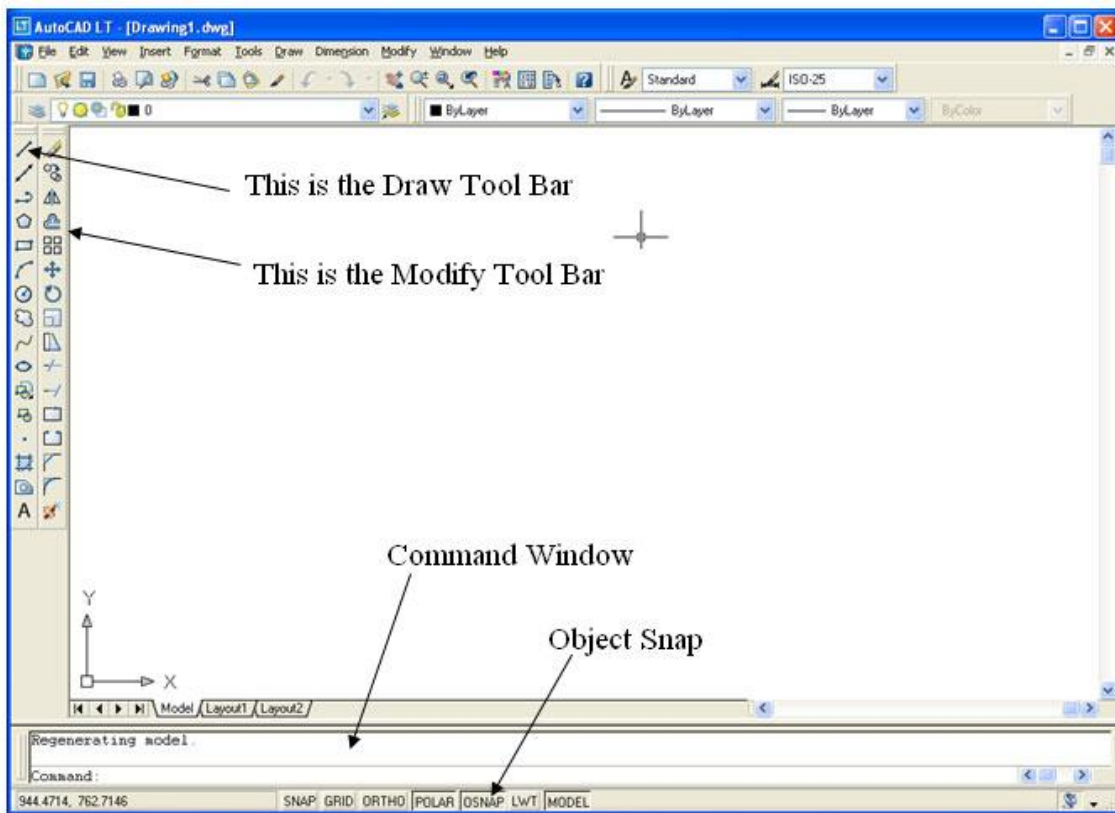 AutoCAD LT - [Drawing1.dwg]
File Edit View Insert Format Tools Draw Dimension Modify Window Help
Standard ISO-25
0 ByLayer ByLayer ByLayer ByColor
This is the Draw Tool Bar
This is the Modify Tool Bar
A
Command Window
Y
Object Snap
X
Model Layout1 Layout2
Regenerating model.
Command:
944.4714, 762.7146 SNAP GRID ORTHO POLAR OSNAP LWT MODEL